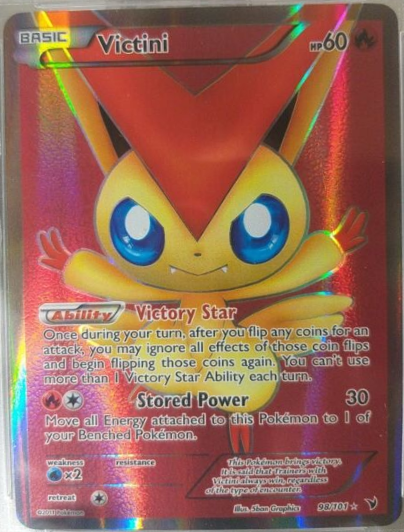 BASIC Victini HP60
Ability Victory Star
Once during your turn, after you flip any coins for an
attack, you may ignore all effects of those coin flips
and begin flipping those coins again. You can't use
more than 1 Victory Star Ability each turn.
Stored Power 30
Move all Energy attached to this Pokémon to 1 of
your Benched Pokémon.
weakness resistance
×2
retreat
This Pokémon brings victory.
It is said that Trainers with
Victini always win, regardless
of the type of encounter.
©2011 Pokémon Illus. 5ban Graphics 98/101